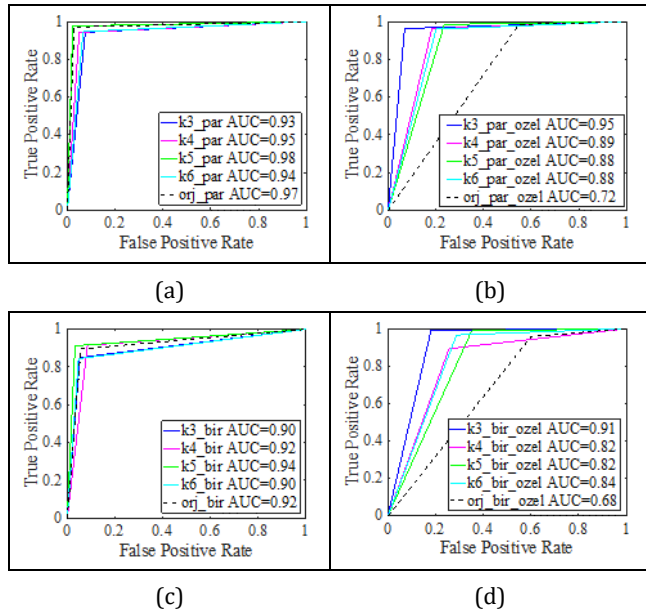 1
0.8
0.6
0.4
0.2
0
0 0.2 0.4 0.6 0.8 1
True Positive Rate
False Positive Rate
k3_par AUC=0.93
k4_par AUC=0.95
k5_par AUC=0.98
k6_par AUC=0.94
orj_par AUC=0.97
(a)
1
0.8
0.6
0.4
0.2
0
0 0.2 0.4 0.6 0.8 1
True Positive Rate
False Positive Rate
k3_par_ozel AUC=0.95
k4_par_ozel AUC=0.89
k5_par_ozel AUC=0.88
k6_par_ozel AUC=0.88
orj_par_ozel AUC=0.72
(b)
1
0.8
0.6
0.4
0.2
0
0 0.2 0.4 0.6 0.8 1
True Positive Rate
False Positive Rate
k3_bir AUC=0.90
k4_bir AUC=0.92
k5_bir AUC=0.94
k6_bir AUC=0.90
orj_bir AUC=0.92
(c)
1
0.8
0.6
0.4
0.2
0
0 0.2 0.4 0.6 0.8 1
True Positive Rate
False Positive Rate
k3_bir_ozel AUC=0.91
k4_bir_ozel AUC=0.82
k5_bir_ozel AUC=0.82
k6_bir_ozel AUC=0.84
orj_bir_ozel AUC=0.68
(d)